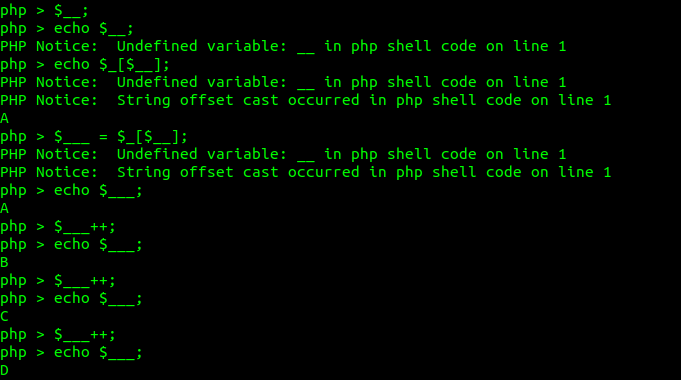 php > $__;
php > echo $__;
PHP Notice:  Undefined variable: __ in php shell code on line 1
php > echo $_[$__];
PHP Notice:  Undefined variable: __ in php shell code on line 1
PHP Notice:  String offset cast occurred in php shell code on line 1
A
php > $___ = $_[$__];
PHP Notice:  Undefined variable: __ in php shell code on line 1
PHP Notice:  String offset cast occurred in php shell code on line 1
php > echo $___;
A
php > $___++;
php > echo $___;
B
php > $___++;
php > echo $___;
C
php > $___++;
php > echo $___;
D